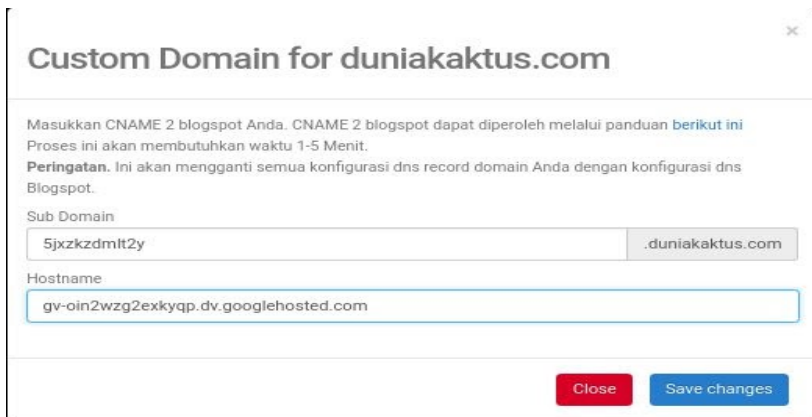 ×
Custom Domain for duniakaktus.com
Masukkan CNAME 2 blogspot Anda. CNAME 2 blogspot dapat diperoleh melalui panduan berikut ini
Proses ini akan membutuhkan waktu 1-5 Menit.
Peringatan. Ini akan mengganti semua konfigurasi dns record domain Anda dengan konfigurasi dns
Blogspot.
Sub Domain
5jxzkzdmlt2y .duniakaktus.com
Hostname
gv-oin2wzg2exkyqp.dv.googlehosted.com
Close Save changes